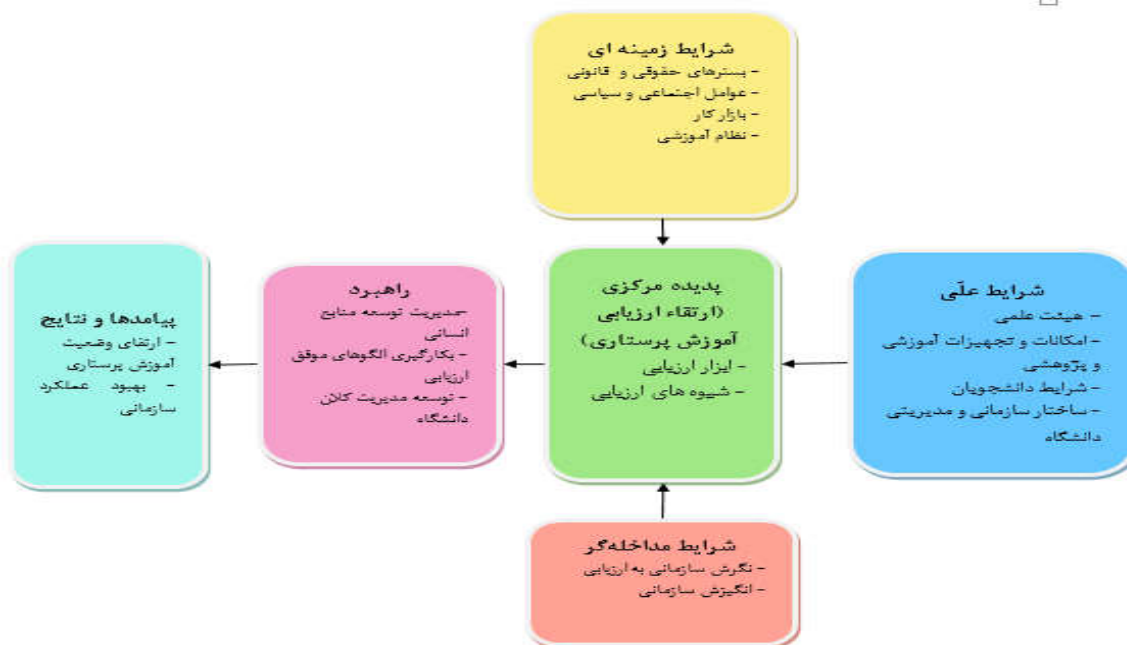 شرایط زمینه ای
- بسترهای حقوقی و قانونی
- عوامل اجتماعی و سیاسی
- بازار کار
- نظام آموزشی
شرایط علّی
- هیئت علمی
- امکانات و تجهیزات آموزشی
و پژوهشی
- شرایط دانشجویان
- ساختار سازمانی و مدیریتی
دانشگاه
پدیده مرکزی
(ارتقاء ارزیابی
آموزش پرستاری)
- ابزار ارزیابی
- شیوه های ارزیابی
راهبرد
-مدیریت توسعه منابع
انسانی
- بکارگیری الگوهای موفق
ارزیابی
- توسعه مدیریت کلان
دانشگاه
پیامدها و نتایج
- ارتقای وضعیت
آموزش پرستاری
- بهبود عملکرد
سازمانی
شرایط مداخله‌گر
- نگرش سازمانی به ارزیابی
- انگیزش سازمانی